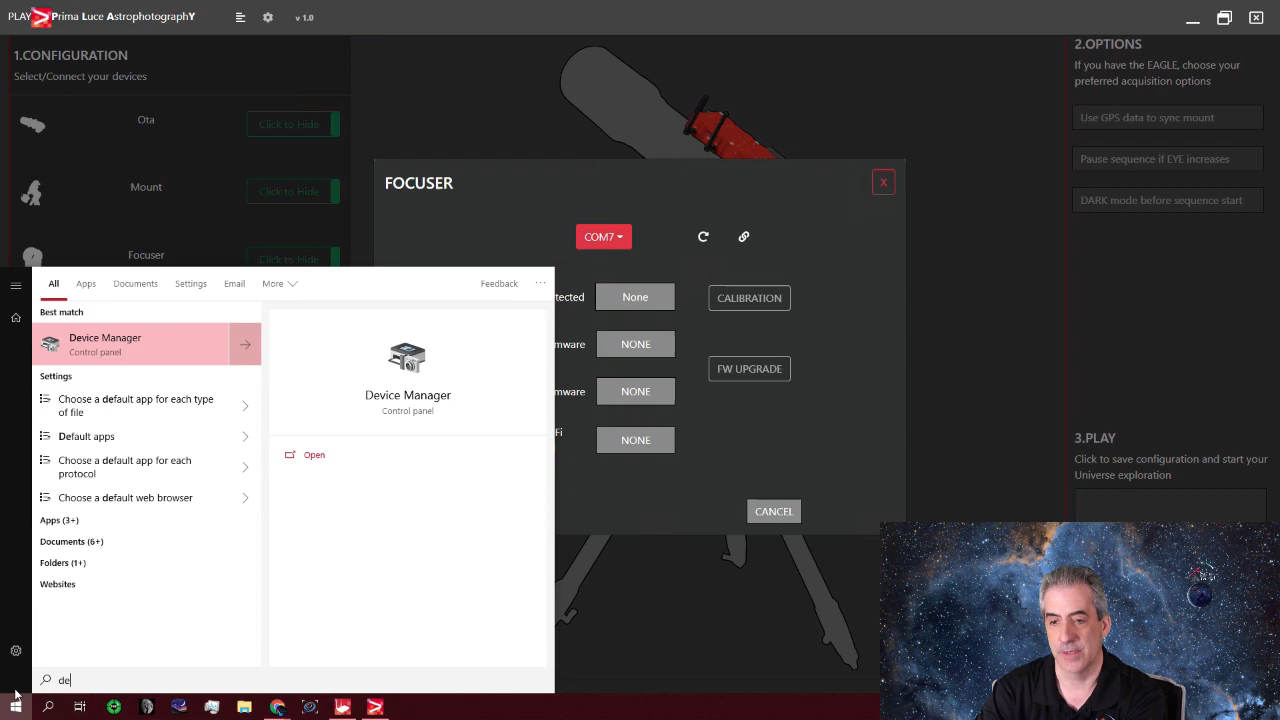 PLAY Prima Luce AstrophotographY
v 1.0
1.CONFIGURATION
Select/Connect your devices
Ota
Click to Hide
Mount
Click to Hide
Focuser
Click to Hide
2.OPTIONS
If you have the EAGLE, choose your
preferred acquisition options
Use GPS data to sync mount
Pause sequence if EYE increases
DARK mode before sequence start
3.PLAY
Click to save configuration and start your
Universe exploration
FOCUSER
X
COM7
tected
None
CALIBRATION
mware
NONE
FW UPGRADE
mware
NONE
Fi
NONE
CANCEL
All
Apps
Documents
Settings
Email
More
Feedback
...
Best match
Device Manager
Control panel
Settings
Choose a default app for each type
of file
Default apps
Choose a default app for each
protocol
Choose a default web browser
Apps (3+)
Documents (6+)
Folders (1+)
Websites
Device Manager
Control panel
Open
de